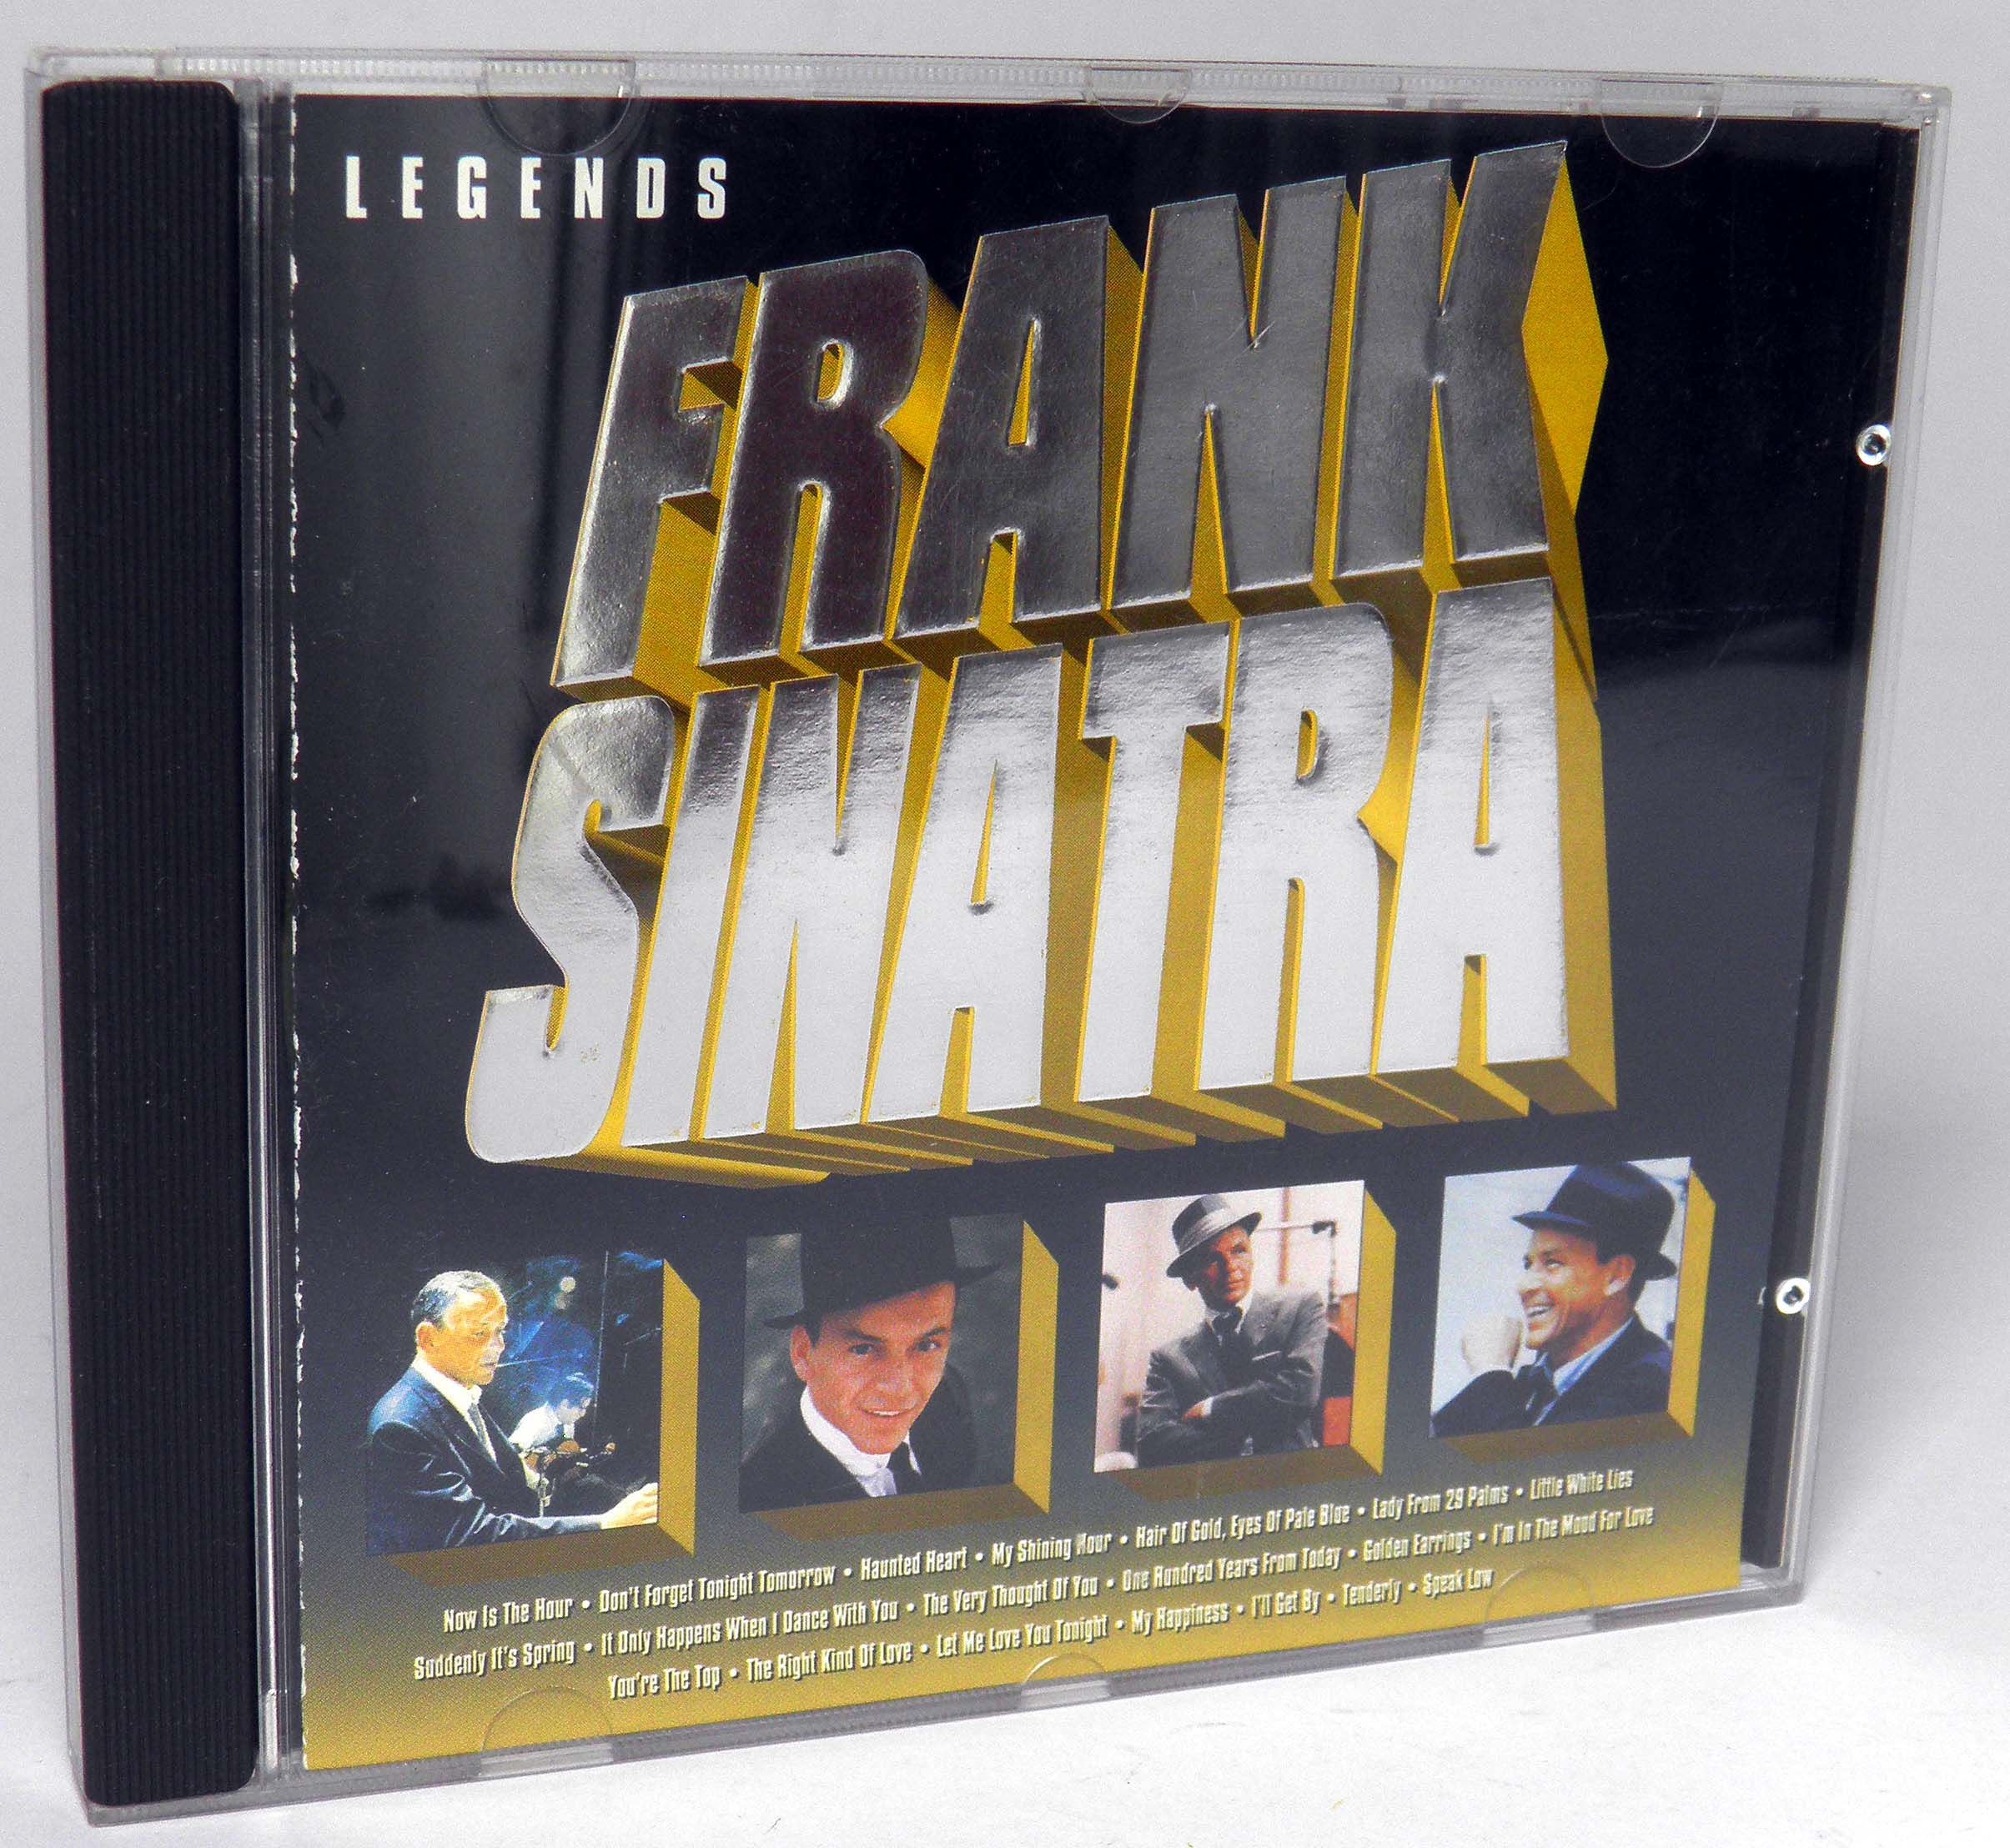 LEGENDS
FRANK
SINATRA
Now Is The Hour • Don't Forget Tonight Tomorrow • Haunted Heart • My Shining Hour • Hair Of Gold, Eyes Of Pale Blue • Lady From 29 Palms • Little White Lies
Suddenly It's Spring • It Only Happens When I Dance With You • The Very Thought Of You • One Hundred Years From Today • Golden Earrings • I'm In The Mood For Love
You're The Top • The Right Kind Of Love • Let Me Love You Tonight • My Happiness • I'll Get By • Tenderly • Speak Low